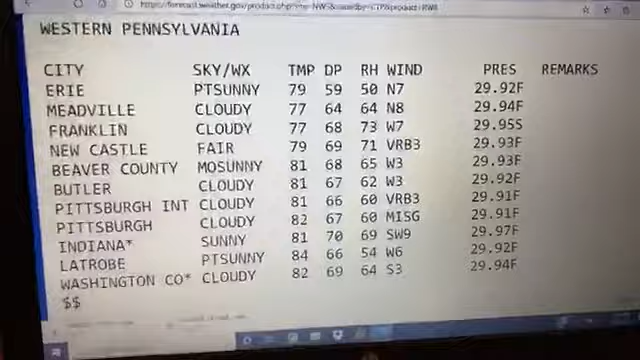 WESTERN PENNSYLVANIA
CITY SKY/WX TMP DP RH WIND PRES REMARKS
ERIE PTSUNNY 79 59 50 N7 29.92F
MEADVILLE CLOUDY 77 64 64 N8 29.94F
FRANKLIN CLOUDY 77 68 73 W7 29.95S
NEW CASTLE FAIR 79 69 71 VRB3 29.93F
BEAVER COUNTY MOSUNNY 81 68 65 W3 29.93F
BUTLER CLOUDY 81 67 62 W3 29.92F
PITTSBURGH INT CLOUDY 81 66 60 VRB3 29.91F
PITTSBURGH CLOUDY 82 67 60 MISG 29.91F
INDIANA* SUNNY 81 70 69 SW9 29.97F
LATROBE PTSUNNY 84 66 54 W6 29.92F
WASHINGTON CO* CLOUDY 82 69 64 S3 29.94F
$$